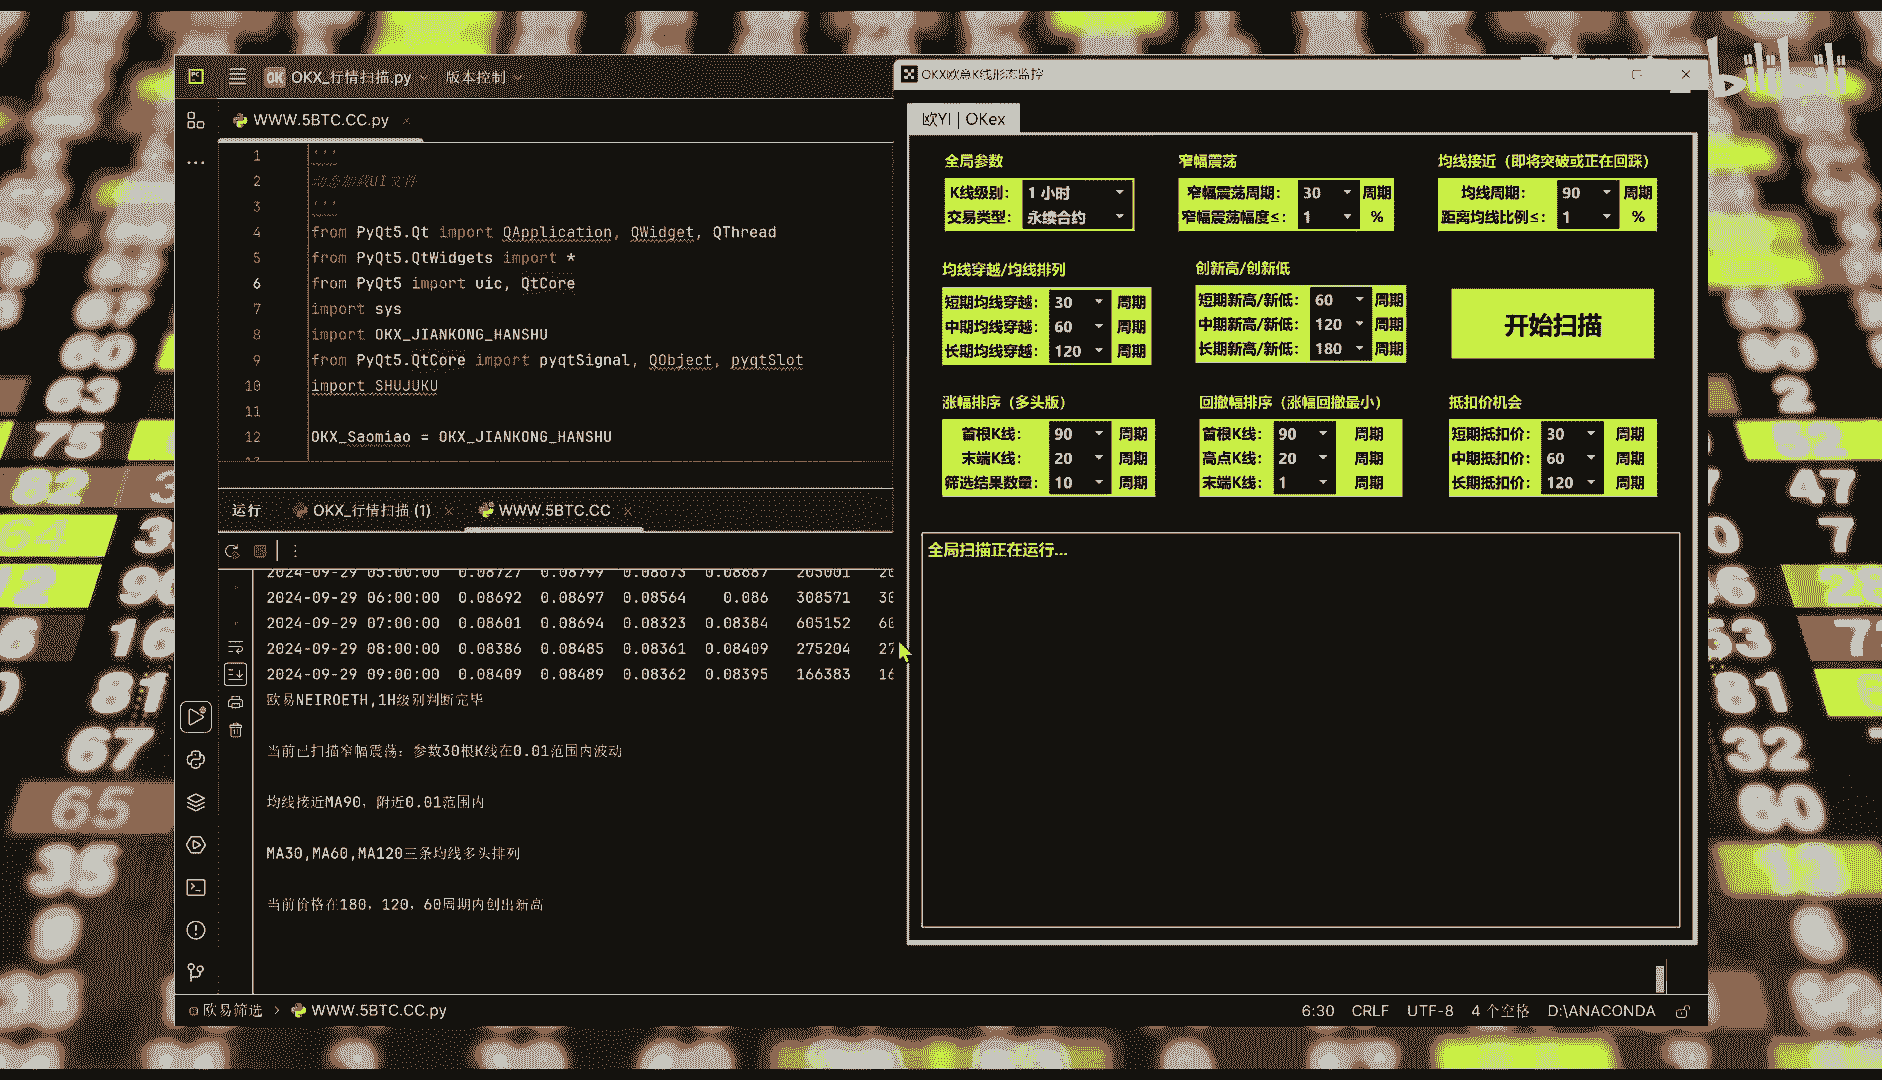 bilibili
OKX_行情扫描.py
版本控制
WWW.5BTC.CC.py
1 '''
2 动态加载UI文件
3 '''
4 from PyQt5.Qt import QApplication, QWidget, QThread
5 from PyQt5.QtWidgets import *
6 from PyQt5 import uic, QtCore
7 import sys
8 import OKX_JIANKONG_HANSHU
9 from PyQt5.QtCore import pyqtSignal, QObject, pyqtSlot
10 import SHUJUKU
11
12 OKX_Saomiao = OKX_JIANKONG_HANSHU
运行 OKX_行情扫描 (1) WWW.5BTC.CC
2024-09-29 05:00:00 0.08727 0.08799 0.08673 0.08687 205001
2024-09-29 06:00:00 0.08692 0.08697 0.08564 0.086 308571
2024-09-29 07:00:00 0.08601 0.08694 0.08323 0.08384 605152
2024-09-29 08:00:00 0.08386 0.08485 0.08361 0.08409 275204
2024-09-29 09:00:00 0.08409 0.08489 0.08362 0.08395 166383
欧易NEIROETH,1H级别判断完毕
当前已扫描窄幅震荡：参数30根K线在0.01范围内波动
均线接近MA90，附近0.01范围内
MA30,MA60,MA120三条均线多头排列
当前价格在180，120，60周期内创出新高
欧易筛选 > WWW.5BTC.CC.py
6:30 CRLF UTF-8 4 个空格 D:\ANACONDA
OKX欧意K线形态监控
欧YI | OKex
全局参数
K线级别： 1 小时
交易类型： 永续合约
窄幅震荡
窄幅震荡周期： 30 周期
窄幅震荡幅度≤： 1 %
均线接近（即将突破或正在回踩）
均线周期： 90 周期
距离均线比例≤： 1 %
均线穿越/均线排列
短期均线穿越： 30 周期
中期均线穿越： 60 周期
长期均线穿越： 120 周期
创新高/创新低
短期新高/新低： 60 周期
中期新高/新低： 120 周期
长期新高/新低： 180 周期
开始扫描
涨幅排序（多头版）
首根K线： 90 周期
末端K线： 20 周期
筛选结果数量： 10 周期
回撤幅排序（涨幅回撤最小）
首根K线： 90 周期
高点K线： 20 周期
末端K线： 1 周期
抵扣价机会
短期抵扣价： 30 周期
中期抵扣价： 60 周期
长期抵扣价： 120 周期
全局扫描正在运行...